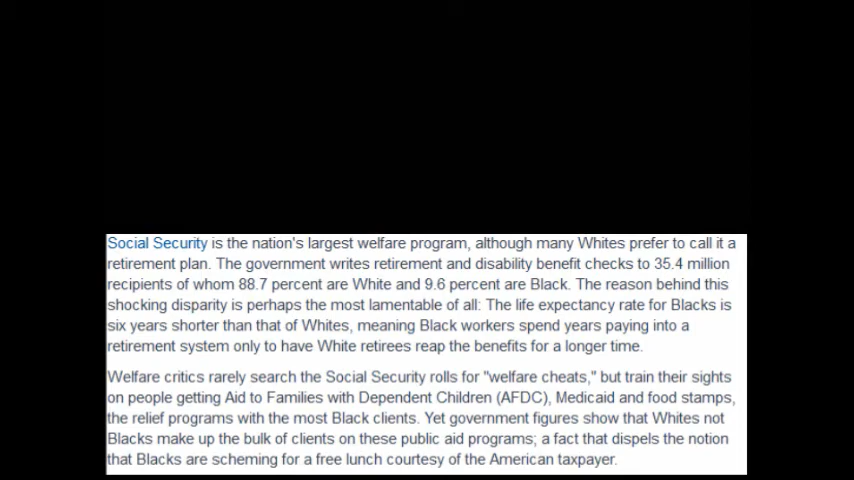 Social Security is the nation's largest welfare program, although many Whites prefer to call it a
retirement plan. The government writes retirement and disability benefit checks to 35.4 million
recipients of whom 88.7 percent are White and 9.6 percent are Black. The reason behind this
shocking disparity is perhaps the most lamentable of all: The life expectancy rate for Blacks is
six years shorter than that of Whites, meaning Black workers spend years paying into a
retirement system only to have White retirees reap the benefits for a longer time.
Welfare critics rarely search the Social Security rolls for "welfare cheats," but train their sights
on people getting Aid to Families with Dependent Children (AFDC), Medicaid and food stamps,
the relief programs with the most Black clients. Yet government figures show that Whites not
Blacks make up the bulk of clients on these public aid programs; a fact that dispels the notion
that Blacks are scheming for a free lunch courtesy of the American taxpayer.